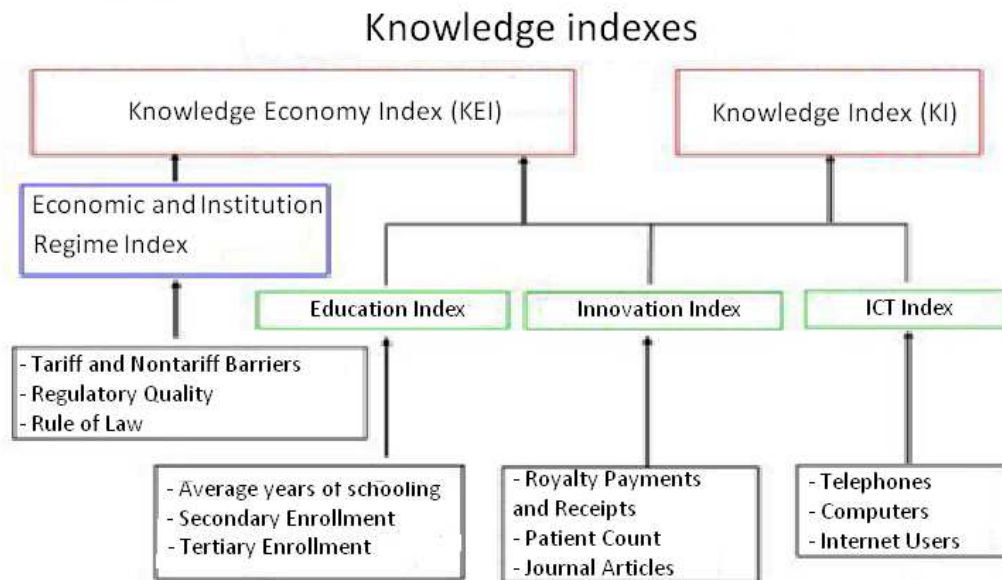 Knowledge indexes
Knowledge Economy Index (KEI)
Knowledge Index (KI)
Economic and Institution
Regime Index
Education Index
Innovation Index
ICT Index
- Tariff and Nontariff Barriers
- Regulatory Quality
- Rule of Law
- Average years of schooling
- Secondary Enrollment
- Tertiary Enrollment
- Royalty Payments
and Receipts
- Patient Count
- Journal Articles
- Telephones
- Computers
- Internet Users